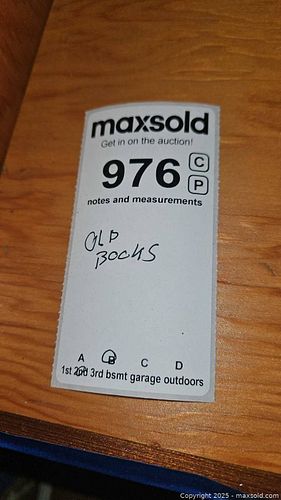 maxsold
Get in on the auction!
976 C
P
notes and measurements
OLD
BOOKS
A B C D
1st 2nd 3rd bsmt garage outdoors
Copyright 2025 - maxsold.com